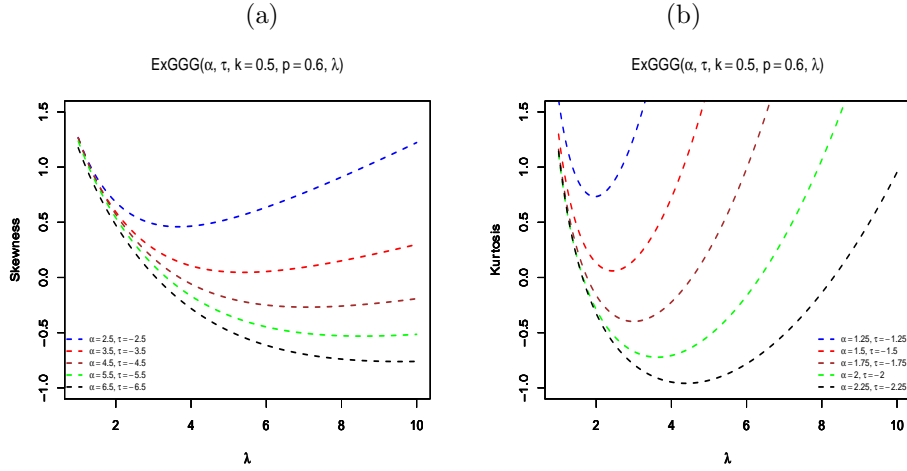 (a)
ExGGG(α, τ, k = 0.5, p = 0.6, λ)
Skewness
1.5
1.0
0.5
0.0
−0.5
−1.0
α = 2.5, τ = −2.5
α = 3.5, τ = −3.5
α = 4.5, τ = −4.5
α = 5.5, τ = −5.5
α = 6.5, τ = −6.5
2 4 6 8 10
λ
(b)
ExGGG(α, τ, k = 0.5, p = 0.6, λ)
Kurtosis
1.5
1.0
0.5
0.0
−0.5
−1.0
α = 1.25, τ = −1.25
α = 1.5, τ = −1.5
α = 1.75, τ = −1.75
α = 2, τ = −2
α = 2.25, τ = −2.25
2 4 6 8 10
λ